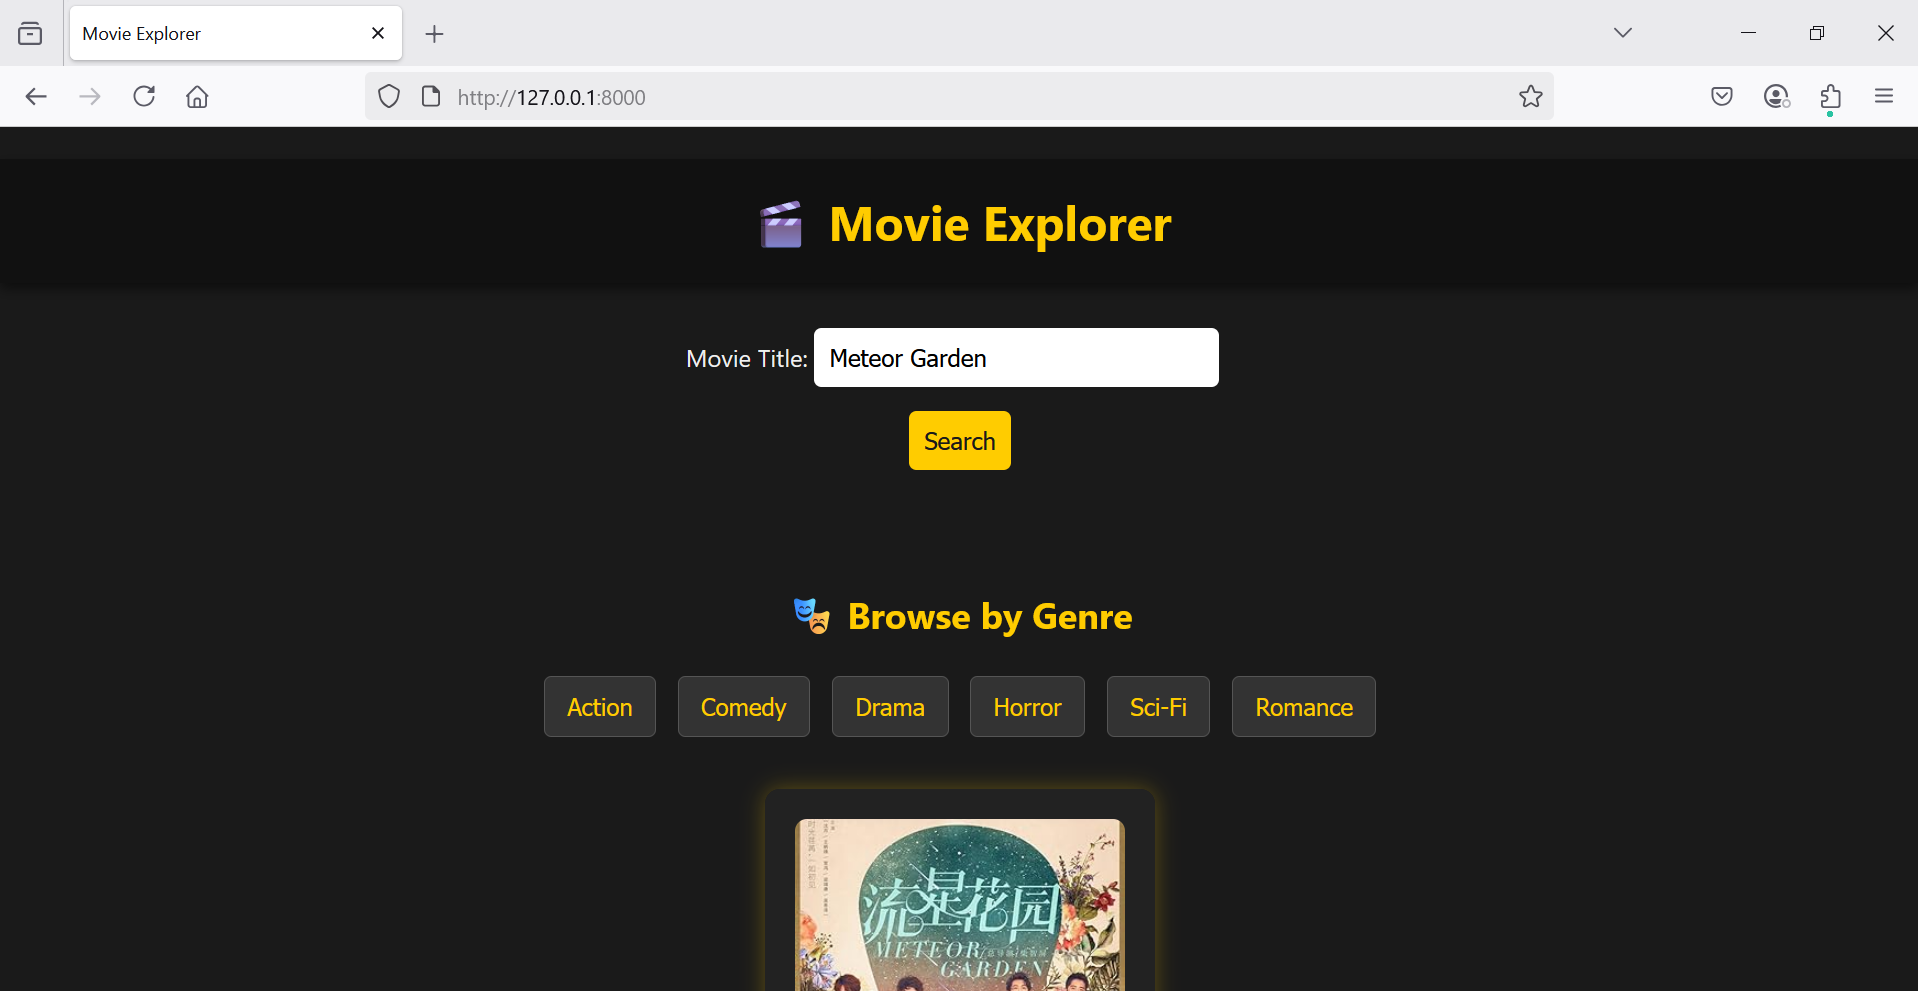 Movie Explorer
http://127.0.0.1:8000
Movie Explorer
Movie Title: Meteor Garden
Search
Browse by Genre
Action Comedy Drama Horror Sci-Fi Romance
流星花园
METEOR
GARDEN